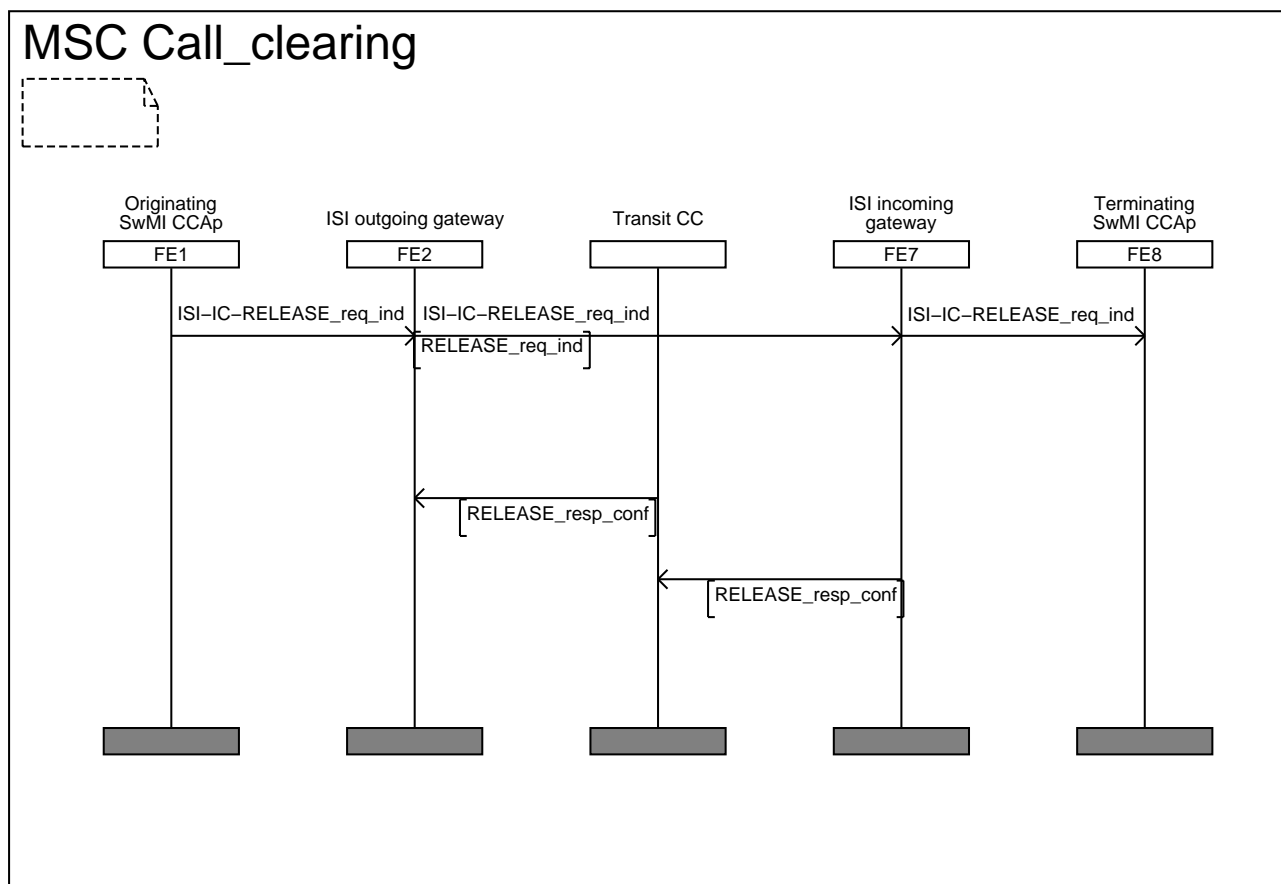 MSC Call_clearing
Originating
SwMI CCAp
ISI outgoing gateway
Transit CC
ISI incoming
gateway
Terminating
SwMI CCAp
FE1
FE2
FE7
FE8
ISI−IC−RELEASE_req_ind
ISI−IC−RELEASE_req_ind
ISI−IC−RELEASE_req_ind
RELEASE_req_ind
RELEASE_resp_conf
RELEASE_resp_conf